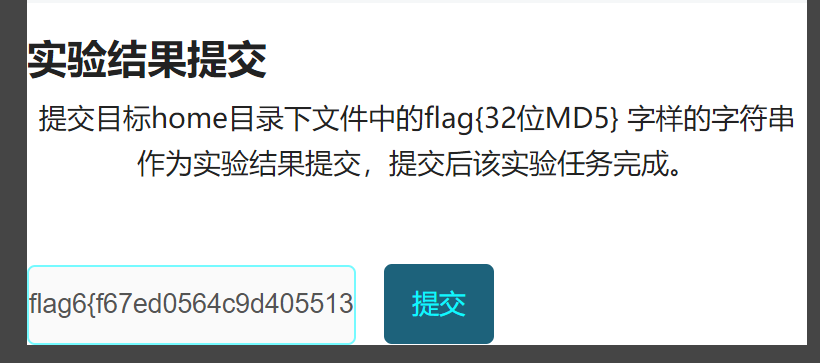 实验结果提交
提交目标home目录下文件中的flag{32位MD5} 字样的字符串
作为实验结果提交，提交后该实验任务完成。
flag6{f67ed0564c9d405513
提交